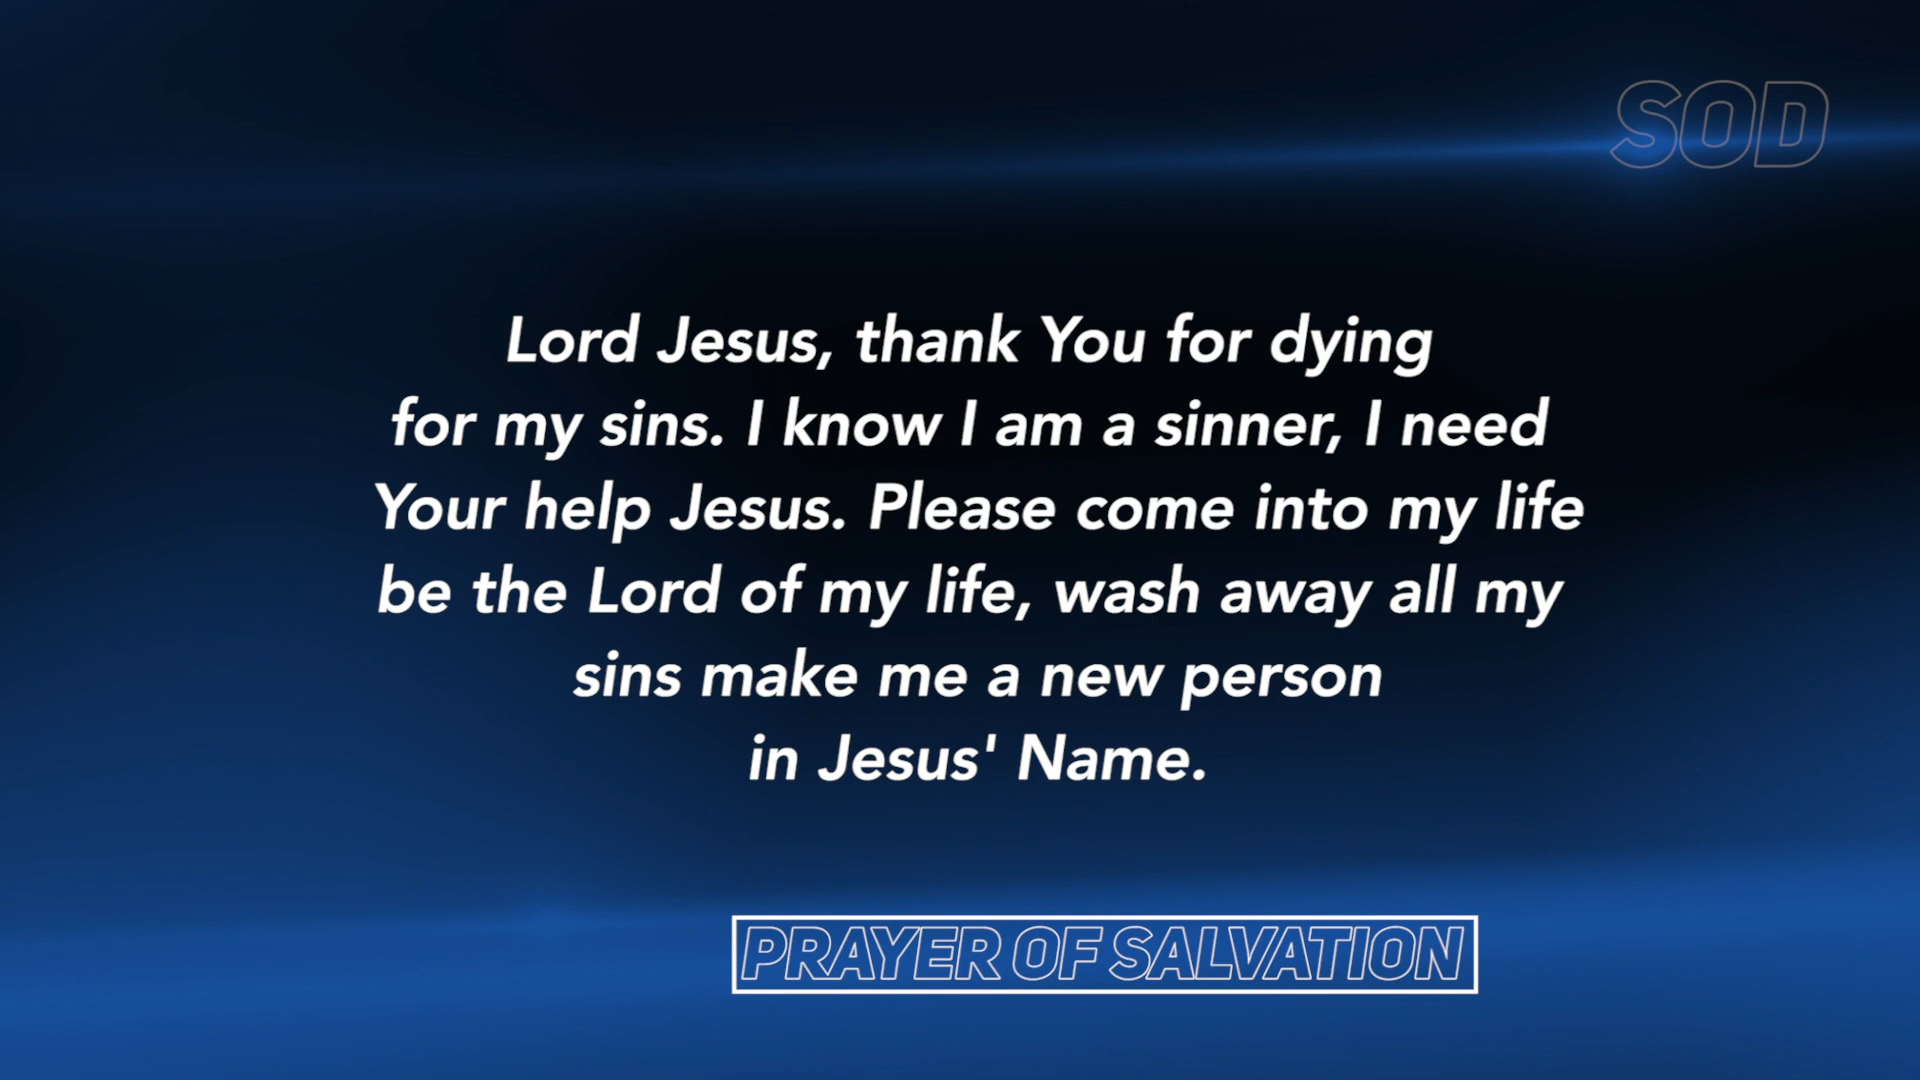 SOD
Lord Jesus, thank You for dying
for my sins. I know I am a sinner, I need
Your help Jesus. Please come into my life
be the Lord of my life, wash away all my
sins make me a new person
in Jesus' Name.
PRAYER OF SALVATION